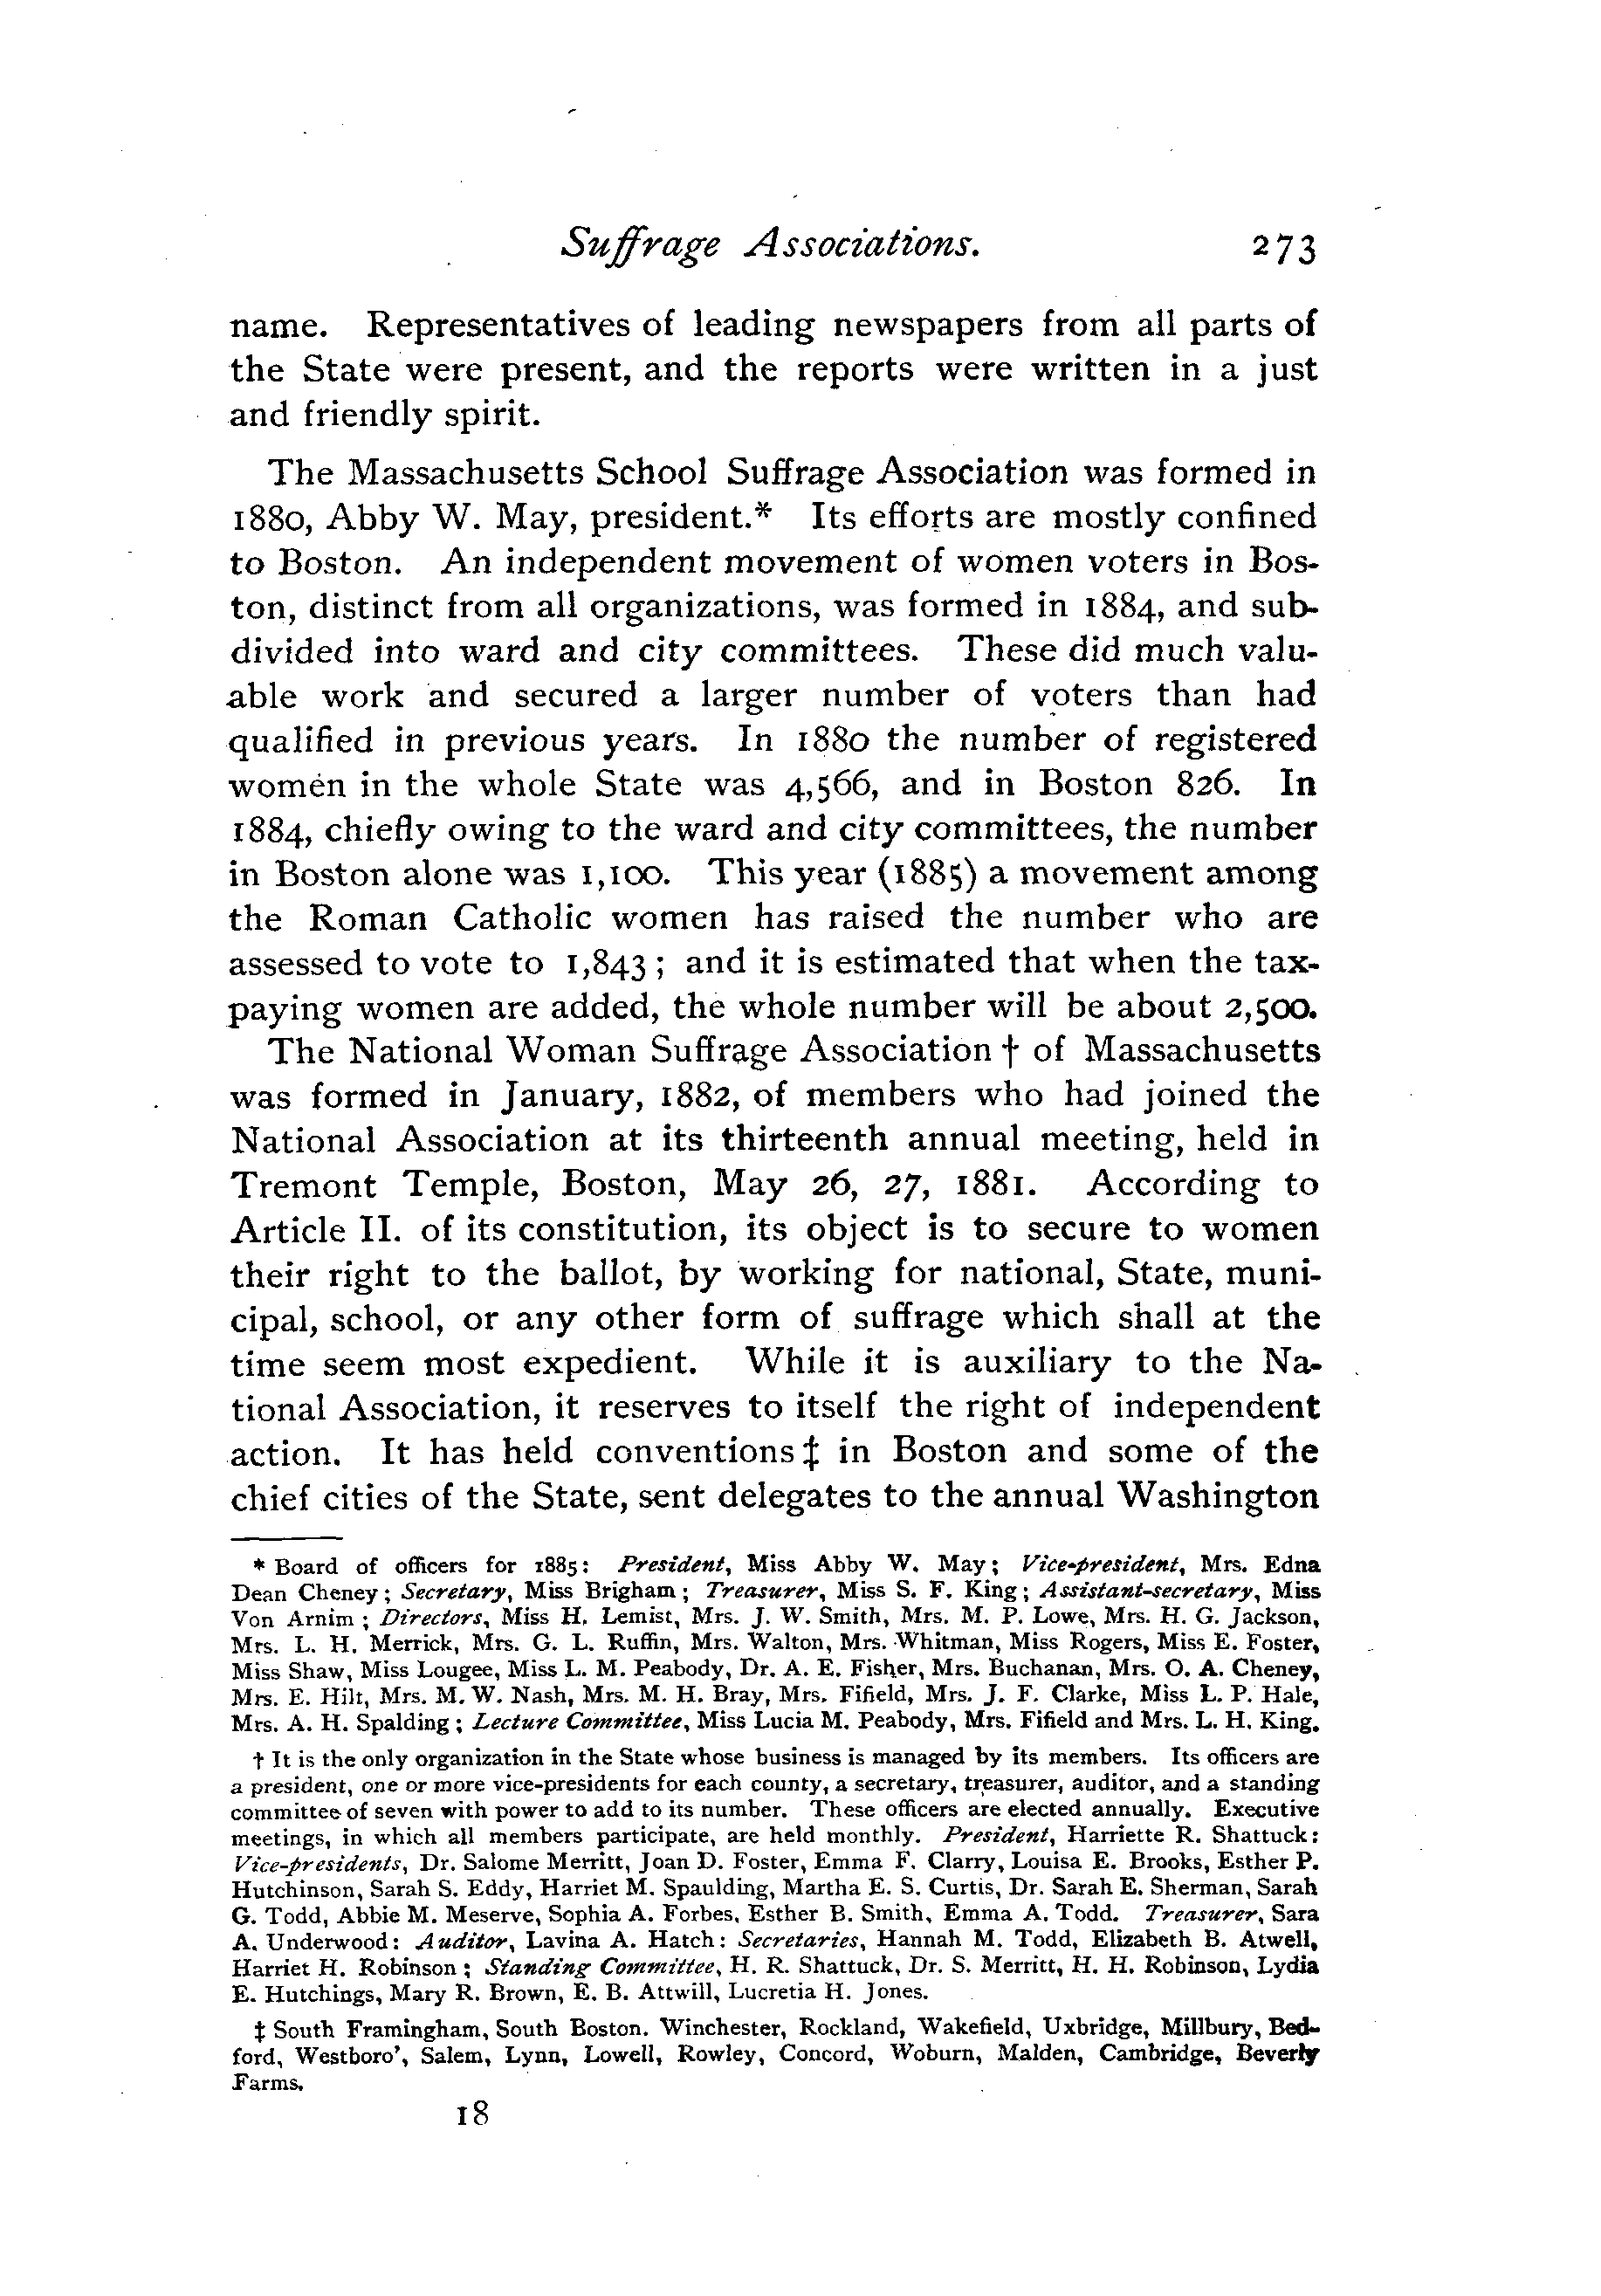 Suffrage Associations. 273
name. Representatives of leading newspapers from all parts of
the State were present, and the reports were written in a just
and friendly spirit.
The Massachusetts School Suffrage Association was formed in
1880, Abby W. May, president.* Its efforts are mostly confined
to Boston. An independent movement of women voters in Bos-
ton, distinct from all organizations, was formed in 1884, and sub-
divided into ward and city committees. These did much valu-
able work and secured a larger number of voters than had
qualified in previous years. In 1880 the number of registered
women in the whole State was 4,566, and in Boston 826. In
1884, chiefly owing to the ward and city committees, the number
in Boston alone was 1,100. This year (1885) a movement among
the Roman Catholic women has raised the number who are
assessed to vote to 1,843; and it is estimated that when the tax-
paying women are added, the whole number will be about 2,500.
The National Woman Suffrage Association † of Massachusetts
was formed in January, 1882, of members who had joined the
National Association at its thirteenth annual meeting, held in
Tremont Temple, Boston, May 26, 27, 1881. According to
Article II. of its constitution, its object is to secure to women
their right to the ballot, by working for national, State, muni-
cipal, school, or any other form of suffrage which shall at the
time seem most expedient. While it is auxiliary to the Na-
tional Association, it reserves to itself the right of independent
action. It has held conventions ‡ in Boston and some of the
chief cities of the State, sent delegates to the annual Washington
* Board of officers for 1885: President, Miss Abby W. May; Vice-president, Mrs. Edna
Dean Cheney; Secretary, Miss Brigham; Treasurer, Miss S. F. King; Assistant-secretary, Miss
Von Arnim; Directors, Miss H. Lemist, Mrs. J. W. Smith, Mrs. M. P. Lowe, Mrs. H. G. Jackson,
Mrs. L. H. Merrick, Mrs. G. L. Ruffin, Mrs. Walton, Mrs. Whitman, Miss Rogers, Miss E. Foster,
Miss Shaw, Miss Lougee, Miss L. M. Peabody, Dr. A. E. Fisher, Mrs. Buchanan, Mrs. O. A. Cheney,
Mrs. E. Hilt, Mrs. M. W. Nash, Mrs. M. H. Bray, Mrs. Fifield, Mrs. J. F. Clarke, Miss L. P. Hale,
Mrs. A. H. Spalding; Lecture Committee, Miss Lucia M. Peabody, Mrs. Fifield and Mrs. L. H. King.
† It is the only organization in the State whose business is managed by its members. Its officers are
a president, one or more vice-presidents for each county, a secretary, treasurer, auditor, and a standing
committee of seven with power to add to its number. These officers are elected annually. Executive
meetings, in which all members participate, are held monthly. President, Harriette R. Shattuck:
Vice-presidents, Dr. Salome Merritt, Joan D. Foster, Emma F. Clarry, Louisa E. Brooks, Esther P.
Hutchinson, Sarah S. Eddy, Harriet M. Spaulding, Martha E. S. Curtis, Dr. Sarah E. Sherman, Sarah
G. Todd, Abbie M. Meserve, Sophia A. Forbes, Esther B. Smith, Emma A. Todd. Treasurer, Sara
A. Underwood: Auditor, Lavina A. Hatch: Secretaries, Hannah M. Todd, Elizabeth B. Atwell,
Harriet H. Robinson; Standing Committee, H. R. Shattuck, Dr. S. Merritt, H. H. Robinson, Lydia
E. Hutchings, Mary R. Brown, E. B. Attwill, Lucretia H. Jones.
‡ South Framingham, South Boston. Winchester, Rockland, Wakefield, Uxbridge, Millbury, Bed-
ford, Westboro', Salem, Lynn, Lowell, Rowley, Concord, Woburn, Malden, Cambridge, Beverly
Farms.
18